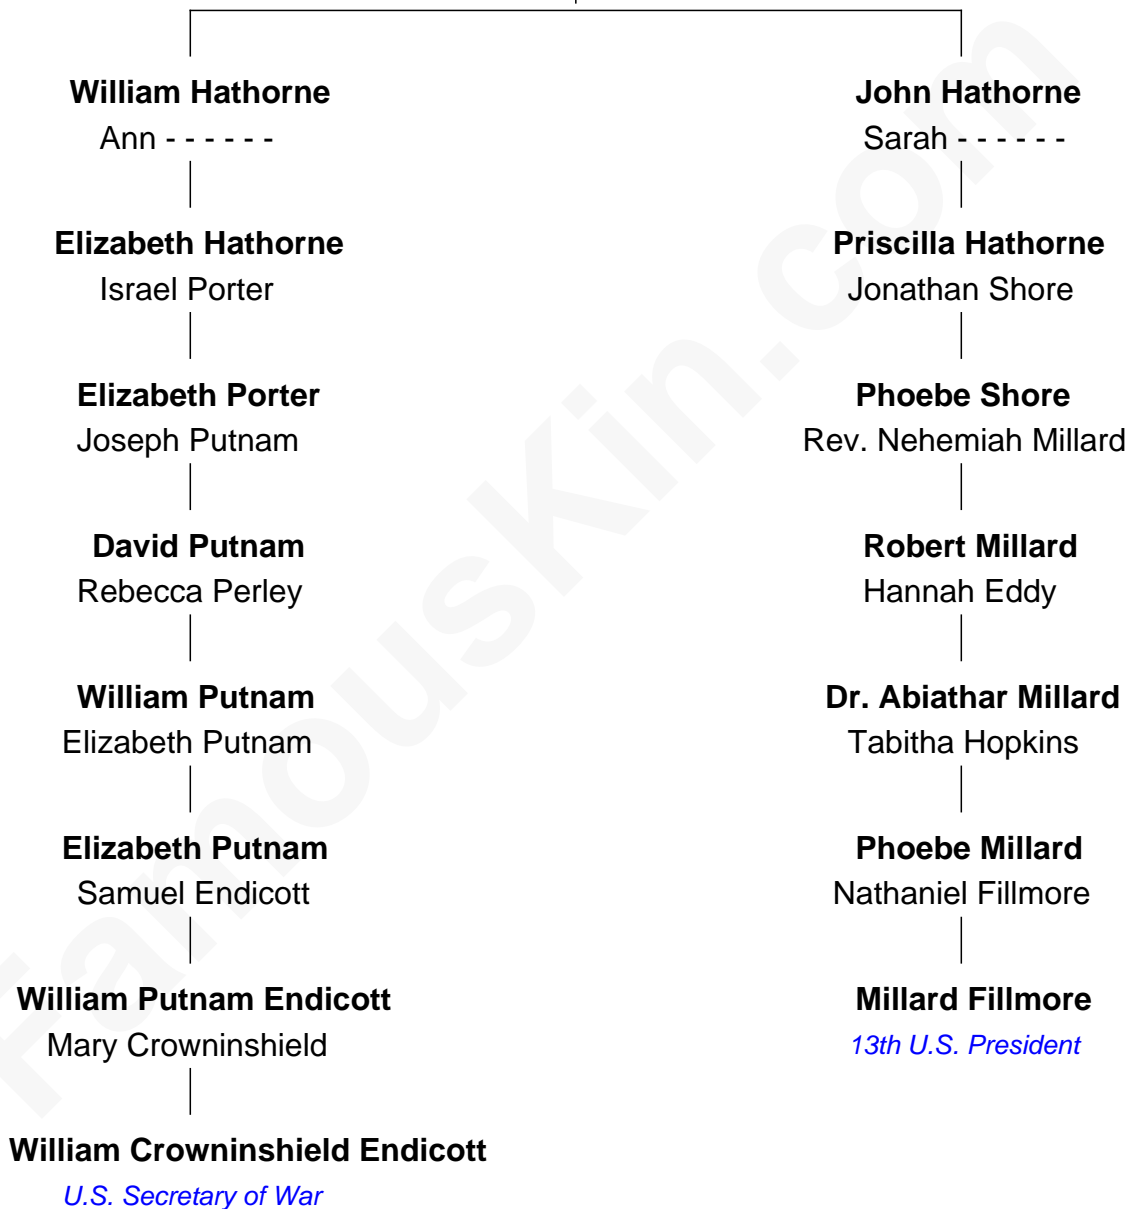 William Hathorne
Ann - - - - - -
Elizabeth Hathorne
Israel Porter
Elizabeth Porter
Joseph Putnam
David Putnam
Rebecca Perley
William Putnam
Elizabeth Putnam
Elizabeth Putnam
Samuel Endicott
William Putnam Endicott
Mary Crowninshield
William Crowninshield Endicott
U.S. Secretary of War
John Hathorne
Sarah - - - - - -
Priscilla Hathorne
Jonathan Shore
Phoebe Shore
Rev. Nehemiah Millard
Robert Millard
Hannah Eddy
Dr. Abiathar Millard
Tabitha Hopkins
Phoebe Millard
Nathaniel Fillmore
Millard Fillmore
13th U.S. President
FamousKin.com